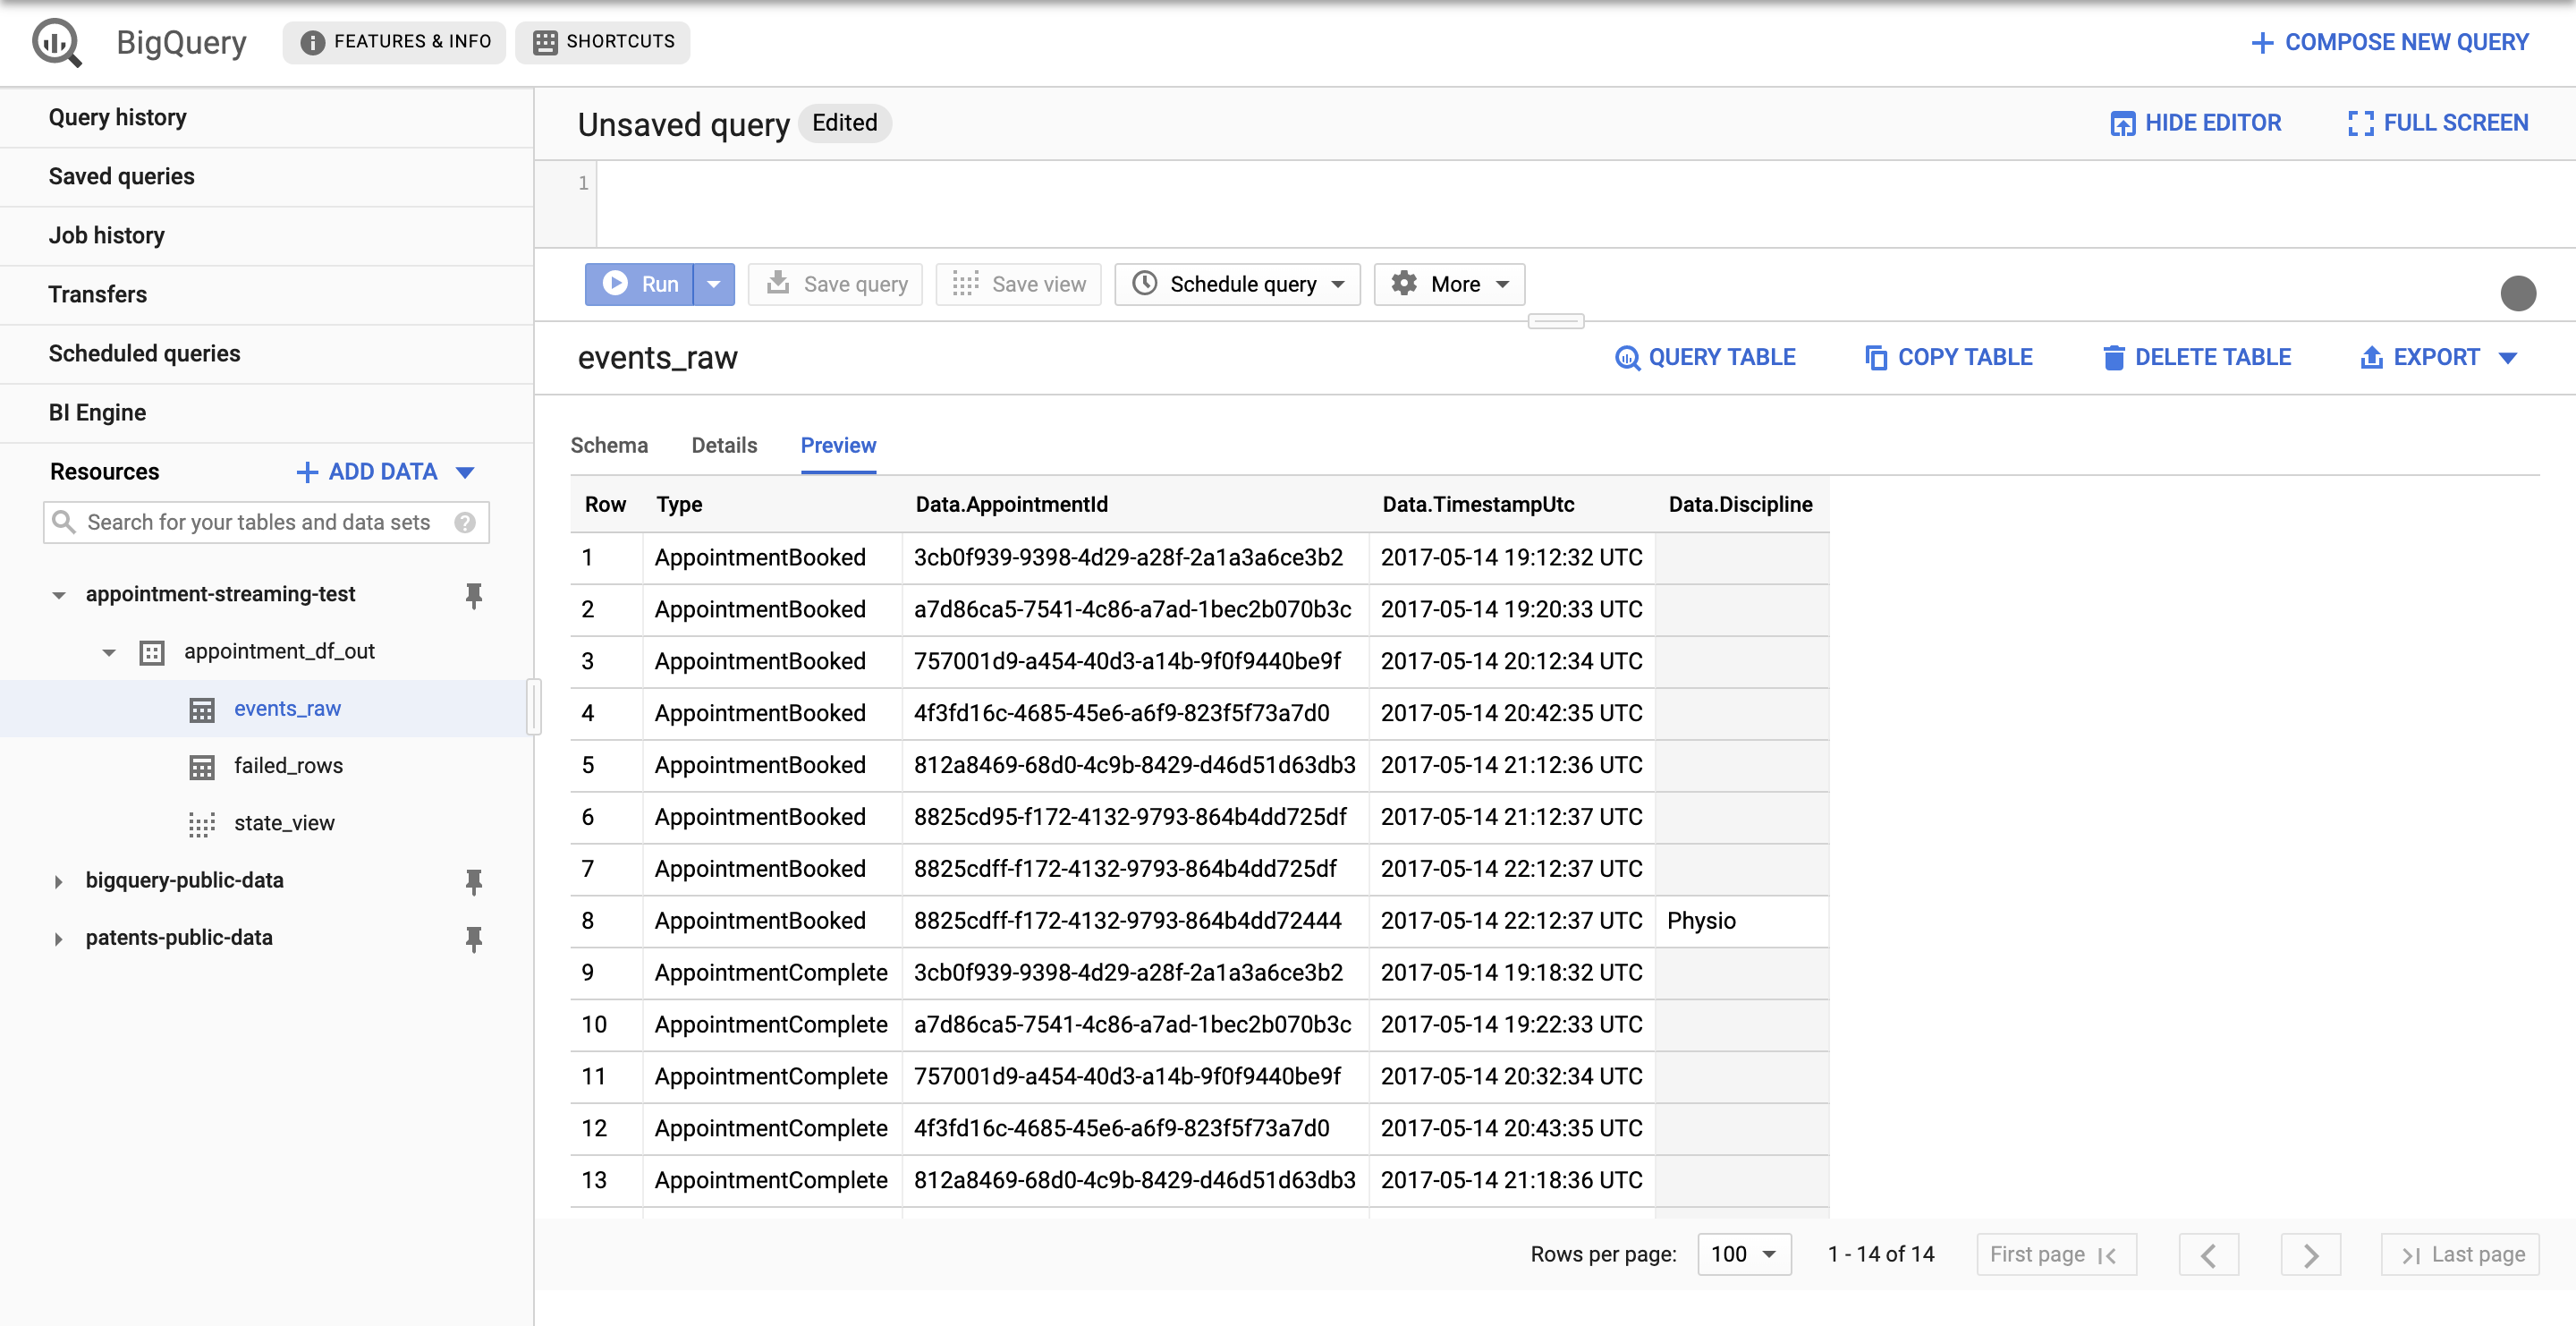 BigQuery FEATURES & INFO SHORTCUTS COMPOSE NEW QUERY
Query history
Saved queries
Job history
Transfers
Scheduled queries
BI Engine
Resources ADD DATA
Search for your tables and data sets
appointment-streaming-test
appointment_df_out
events_raw
failed_rows
state_view
bigquery-public-data
patents-public-data
Unsaved query Edited HIDE EDITOR FULL SCREEN
1
Run Save query Save view Schedule query More
events_raw QUERY TABLE COPY TABLE DELETE TABLE EXPORT
Schema Details Preview
Row Type Data.AppointmentId Data.TimestampUtc Data.Discipline
1 AppointmentBooked 3cb0f939-9398-4d29-a28f-2a1a3a6ce3b2 2017-05-14 19:12:32 UTC
2 AppointmentBooked a7d86ca5-7541-4c86-a7ad-1bec2b070b3c 2017-05-14 19:20:33 UTC
3 AppointmentBooked 757001d9-a454-40d3-a14b-9f0f9440be9f 2017-05-14 20:12:34 UTC
4 AppointmentBooked 4f3fd16c-4685-45e6-a6f9-823f5f73a7d0 2017-05-14 20:42:35 UTC
5 AppointmentBooked 812a8469-68d0-4c9b-8429-d46d51d63db3 2017-05-14 21:12:36 UTC
6 AppointmentBooked 8825cd95-f172-4132-9793-864b4dd725df 2017-05-14 21:12:37 UTC
7 AppointmentBooked 8825cdff-f172-4132-9793-864b4dd725df 2017-05-14 22:12:37 UTC
8 AppointmentBooked 8825cdff-f172-4132-9793-864b4dd72444 2017-05-14 22:12:37 UTC Physio
9 AppointmentComplete 3cb0f939-9398-4d29-a28f-2a1a3a6ce3b2 2017-05-14 19:18:32 UTC
10 AppointmentComplete a7d86ca5-7541-4c86-a7ad-1bec2b070b3c 2017-05-14 19:22:33 UTC
11 AppointmentComplete 757001d9-a454-40d3-a14b-9f0f9440be9f 2017-05-14 20:32:34 UTC
12 AppointmentComplete 4f3fd16c-4685-45e6-a6f9-823f5f73a7d0 2017-05-14 20:43:35 UTC
13 AppointmentComplete 812a8469-68d0-4c9b-8429-d46d51d63db3 2017-05-14 21:18:36 UTC
Rows per page: 100 1 - 14 of 14 First page Last page